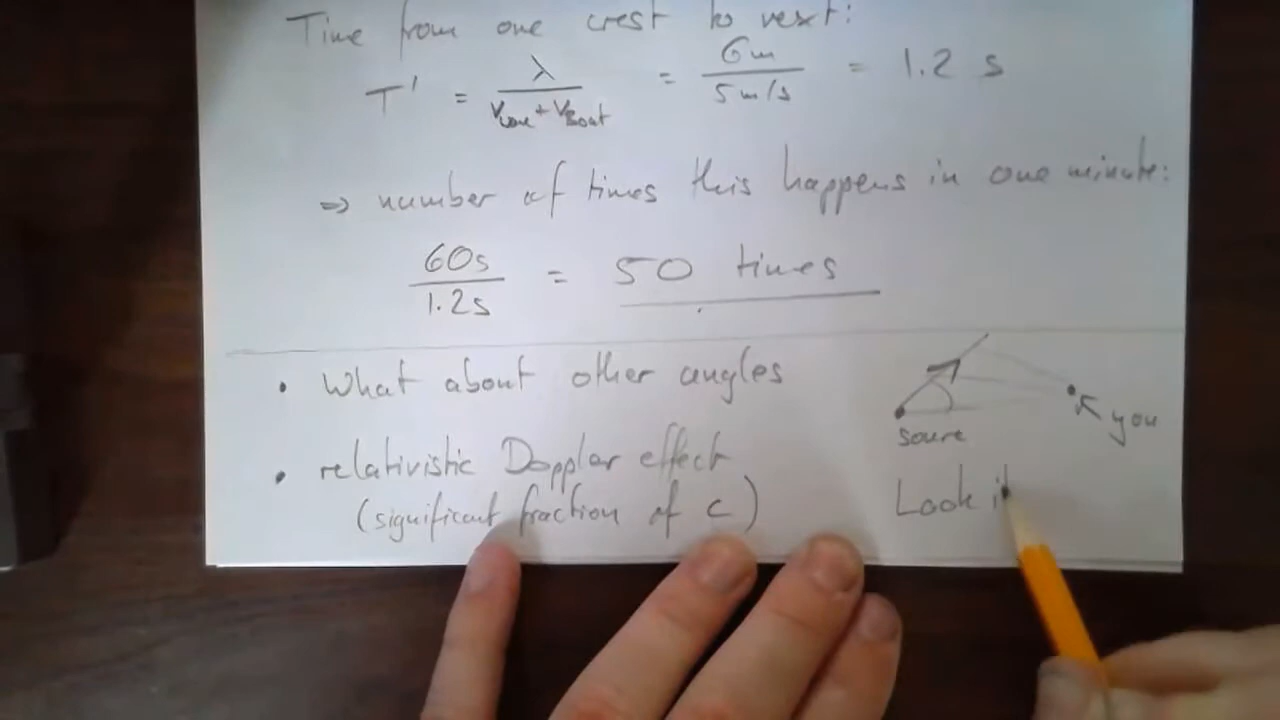 Time from one crest to next:
T' = λ / (v_wave + v_Boat) = 6m / 5m/s = 1.2 s
⇒ number of times this happens in one minute:
60s / 1.2s = 50 times
• What about other angles
source
you
• relativistic Doppler effect
(significant fraction of c)
Look it